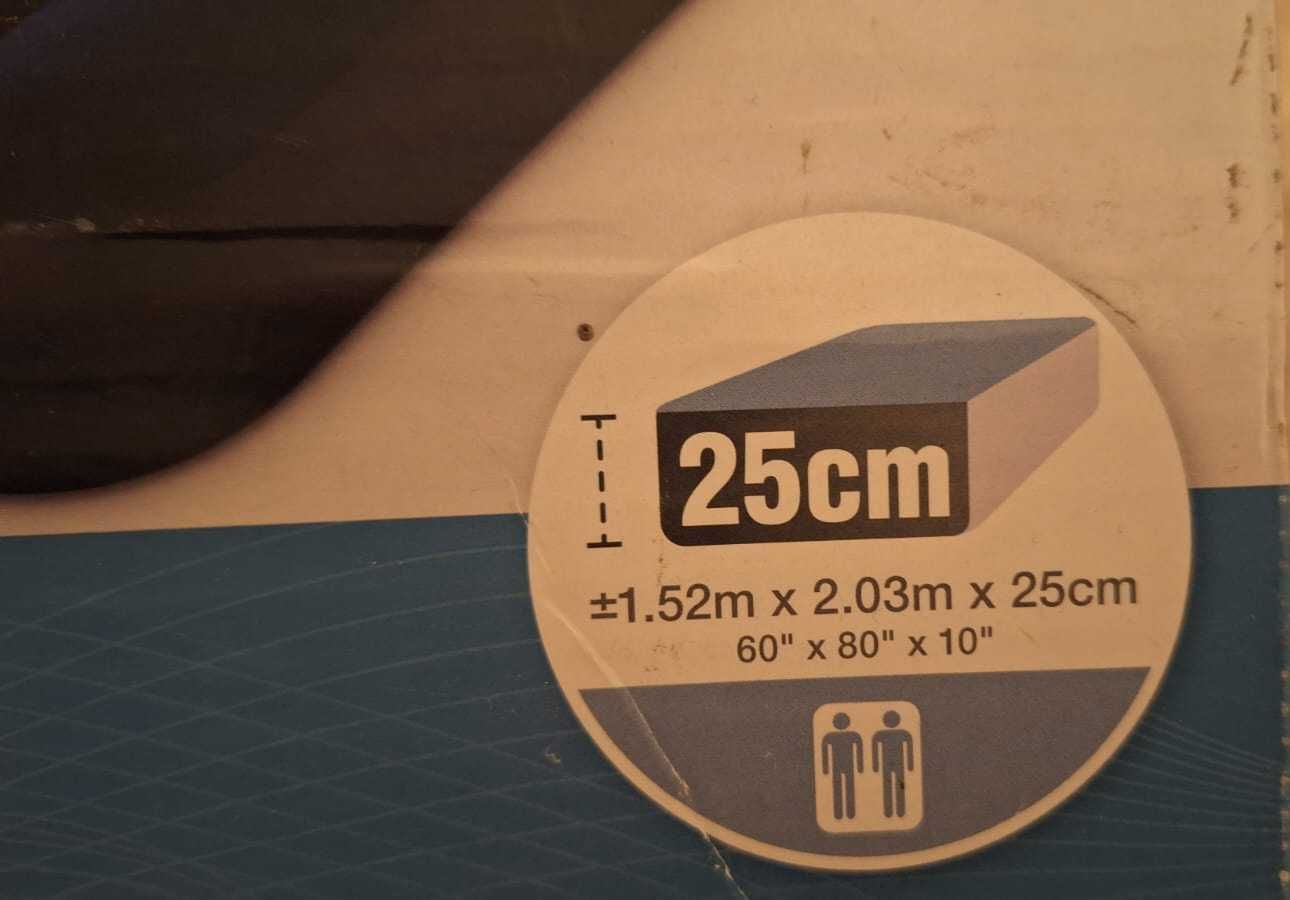 25cm
±1.52m x 2.03m x 25cm
60" x 80" x 10"